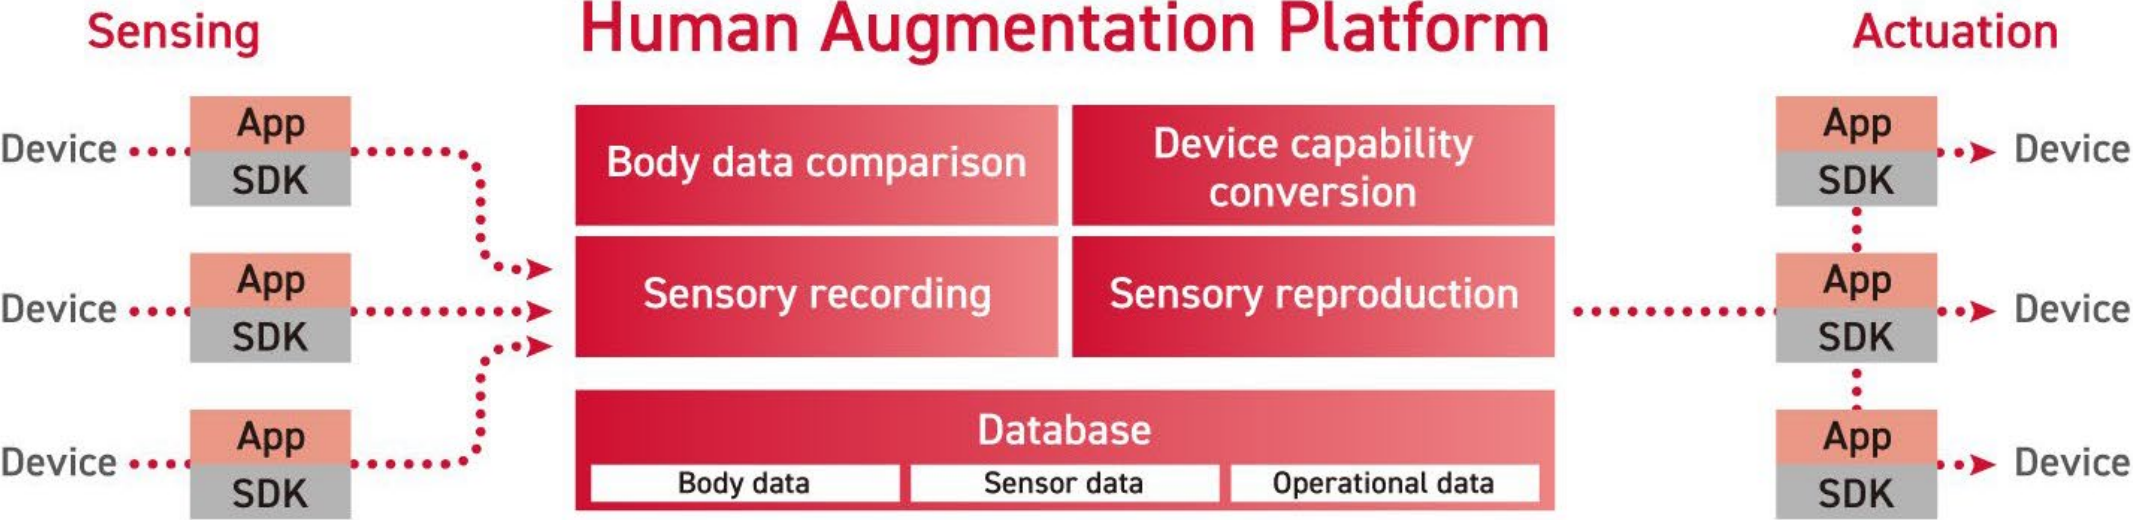 Sensing
Human Augmentation Platform
Actuation
Device
App
SDK
Device
App
SDK
Device
App
SDK
Body data comparison
Device capability
conversion
Sensory recording
Sensory reproduction
Database
Body data
Sensor data
Operational data
App
SDK
Device
App
SDK
Device
App
SDK
Device